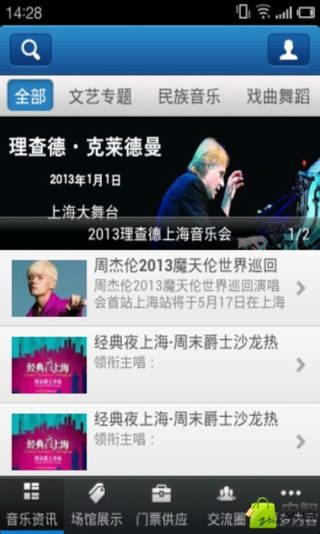 14:28
全部
文艺专题
民族音乐
戏曲舞蹈
理查德·克莱德曼
2013年1月1日
上海大舞台
2013理查德上海音乐会
1/2
周杰伦2013魔天伦世界巡回
周杰伦2013魔天伦世界巡回演唱
会首站上海站将于5月17日在上海
经典夜上海·周末爵士沙龙热
领衔主唱：
经典夜上海
经典夜上海·周末爵士沙龙热
领衔主唱：
经典夜上海
音乐资讯
场馆展示
门票供应
交流圈